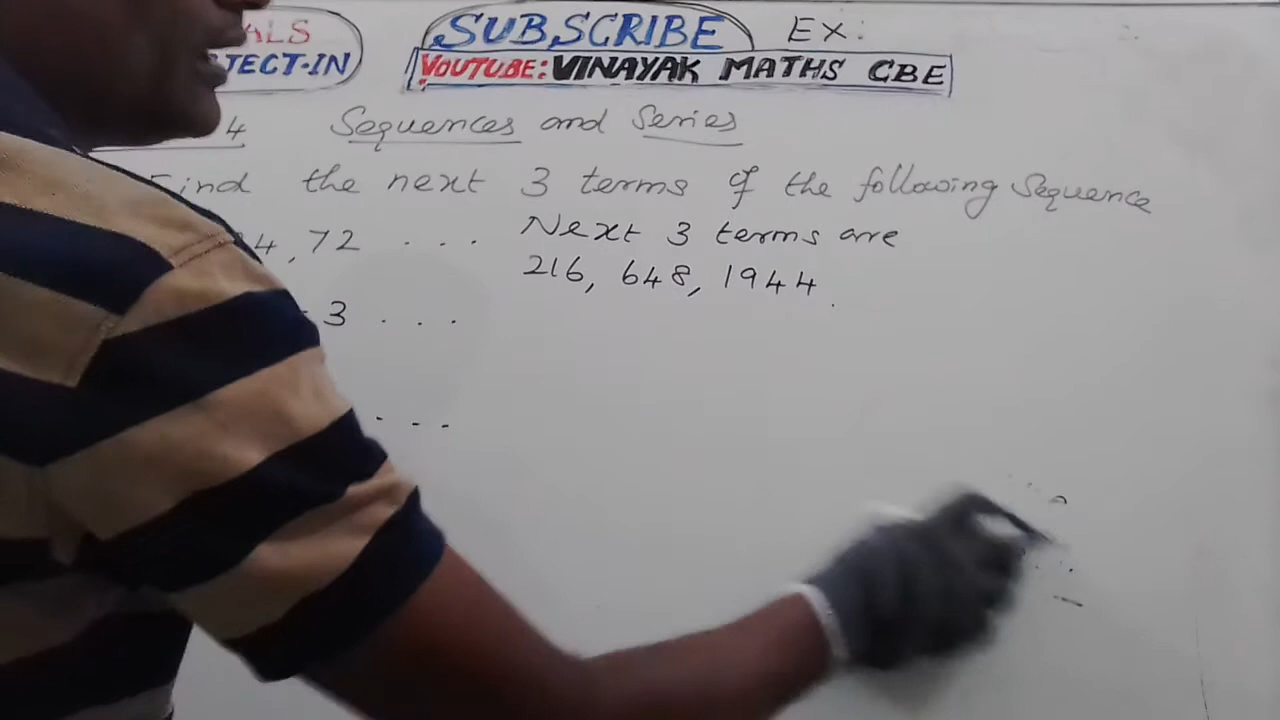 ALS
SUBSCRIBE EX:
JECT-IN
YOUTUBE: VINAYAK MATHS CBE
4 Sequences and Series
Find the next 3 terms of the following Sequence
4, 72 . . . Next 3 terms are
216, 648, 1944.
-3 . . .
. . .